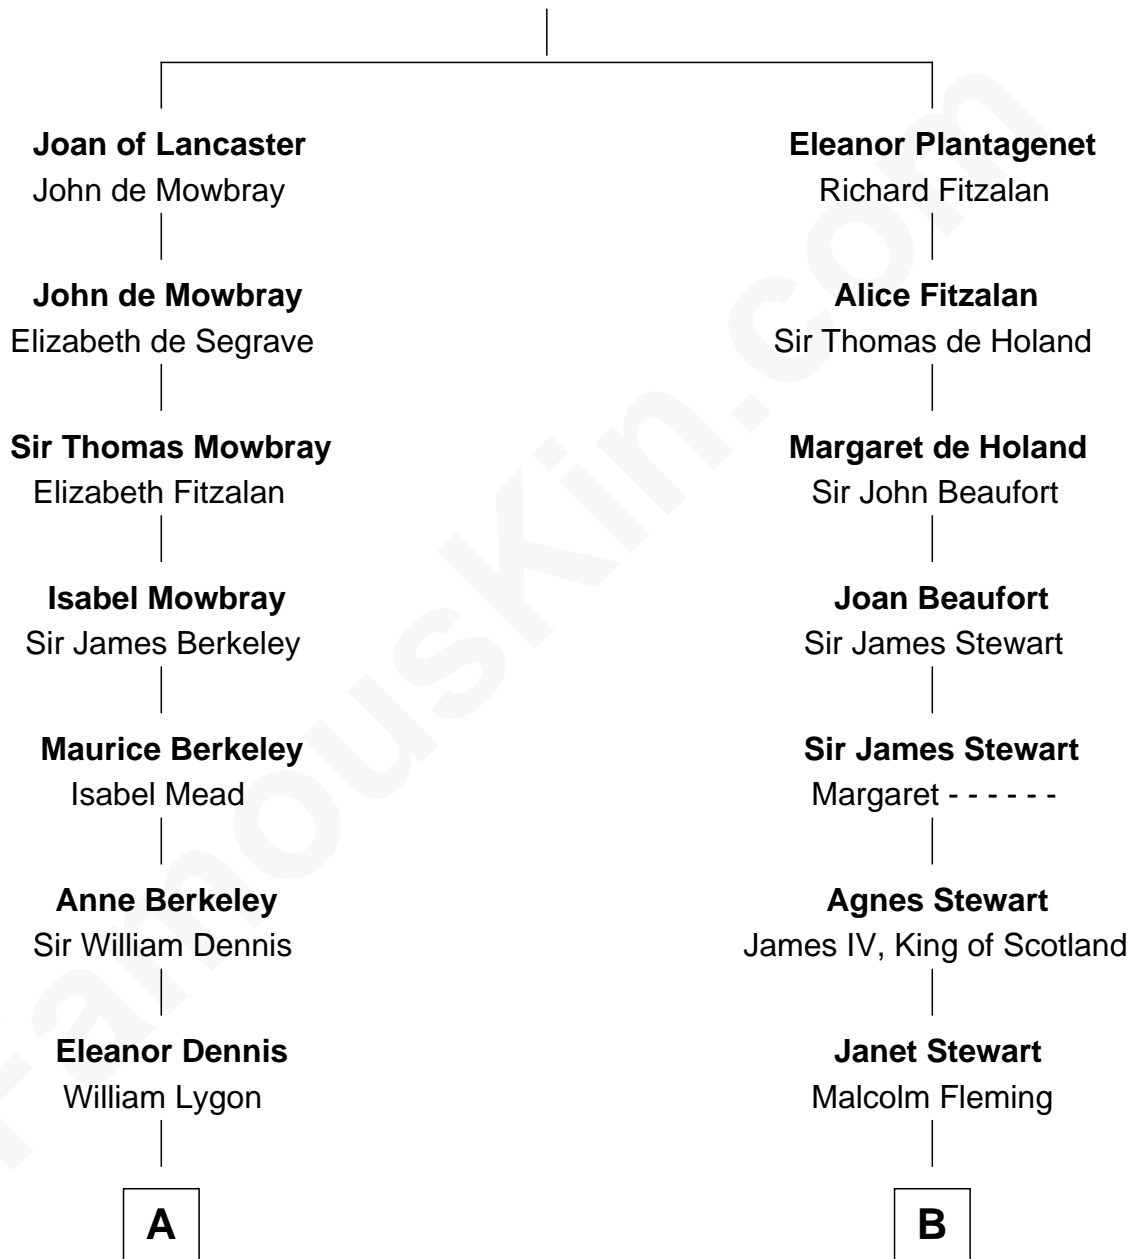 Joan of Lancaster
John de Mowbray
John de Mowbray
Elizabeth de Segrave
Sir Thomas Mowbray
Elizabeth Fitzalan
Isabel Mowbray
Sir James Berkeley
Maurice Berkeley
Isabel Mead
Anne Berkeley
Sir William Dennis
Eleanor Dennis
William Lygon
A
Eleanor Plantagenet
Richard Fitzalan
Alice Fitzalan
Sir Thomas de Holand
Margaret de Holand
Sir John Beaufort
Joan Beaufort
Sir James Stewart
Sir James Stewart
Margaret - - - - - -
Agnes Stewart
James IV, King of Scotland
Janet Stewart
Malcolm Fleming
B
FamousKin.com